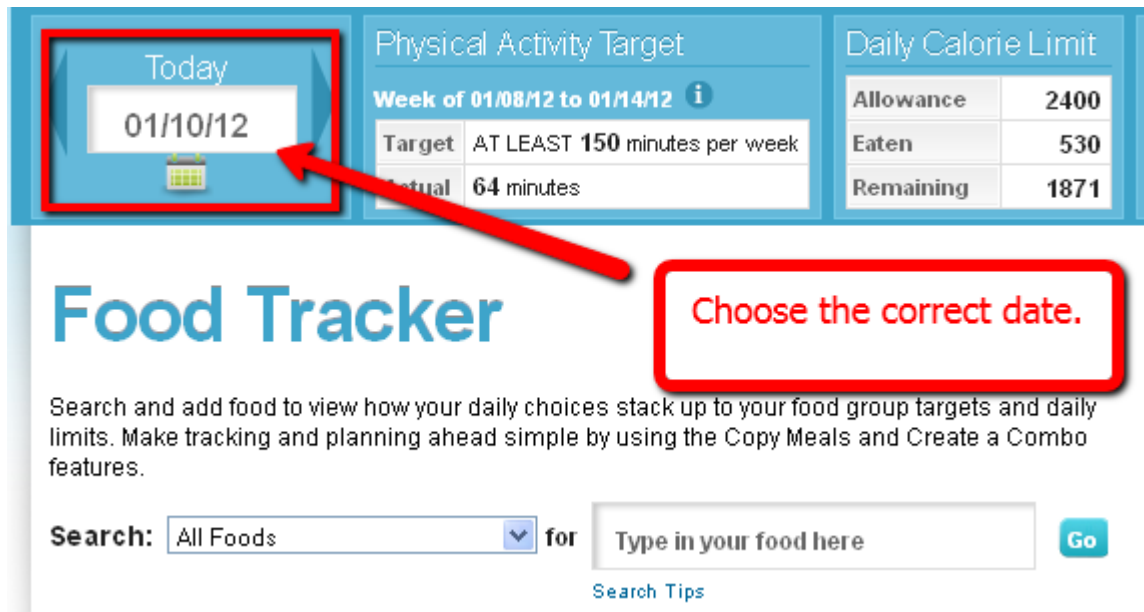 Today
01/10/12
Physical Activity Target
Week of 01/08/12 to 01/14/12 i
Target AT LEAST 150 minutes per week
Actual 64 minutes
Daily Calorie Limit
Allowance 2400
Eaten 530
Remaining 1871
Choose the correct date.
Food Tracker
Search and add food to view how your daily choices stack up to your food group targets and daily
limits. Make tracking and planning ahead simple by using the Copy Meals and Create a Combo
features.
Search: All Foods for Type in your food here Go
Search Tips